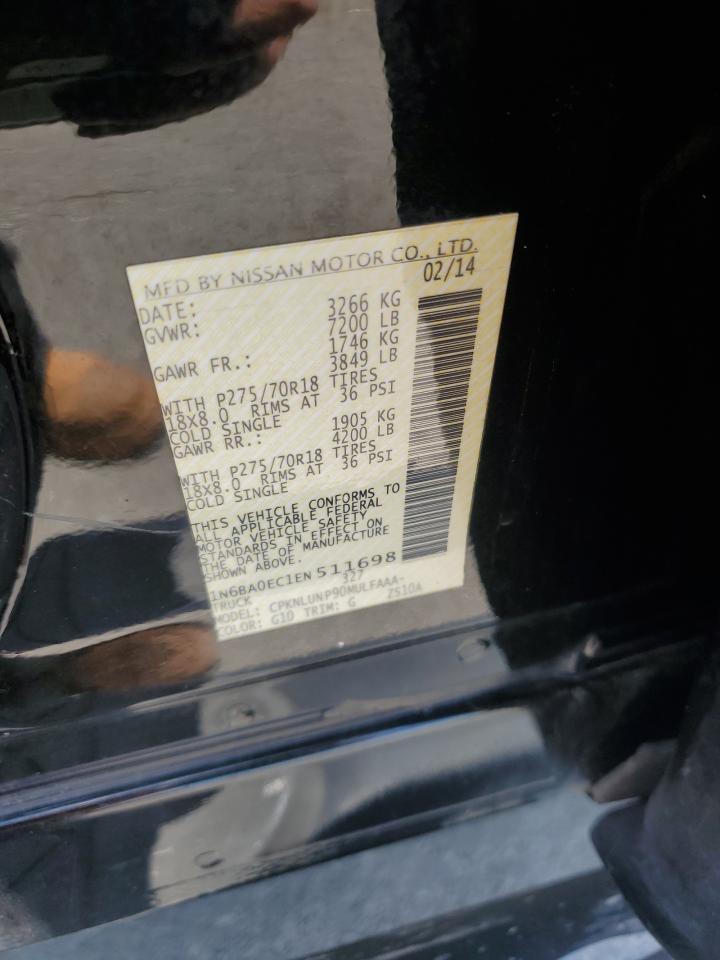 MFD BY NISSAN MOTOR CO., LTD.
DATE: 02/14
GVWR: 3266 KG
7200 LB
GAWR FR.: 1746 KG
3849 LB
WITH P275/70R18 TIRES
18X8.0 RIMS AT 36 PSI
COLD SINGLE
GAWR RR.: 1905 KG
4200 LB
WITH P275/70R18 TIRES
18X8.0 RIMS AT 36 PSI
COLD SINGLE
THIS VEHICLE CONFORMS TO
ALL APPLICABLE FEDERAL
MOTOR VEHICLE SAFETY
STANDARDS IN EFFECT ON
THE DATE OF MANUFACTURE
SHOWN ABOVE.
1N6BA0EC1EN511698
TRUCK 327
MODEL: CPKNLUNP90MULFAAA-
COLOR: G10 TRIM: G ZS10A